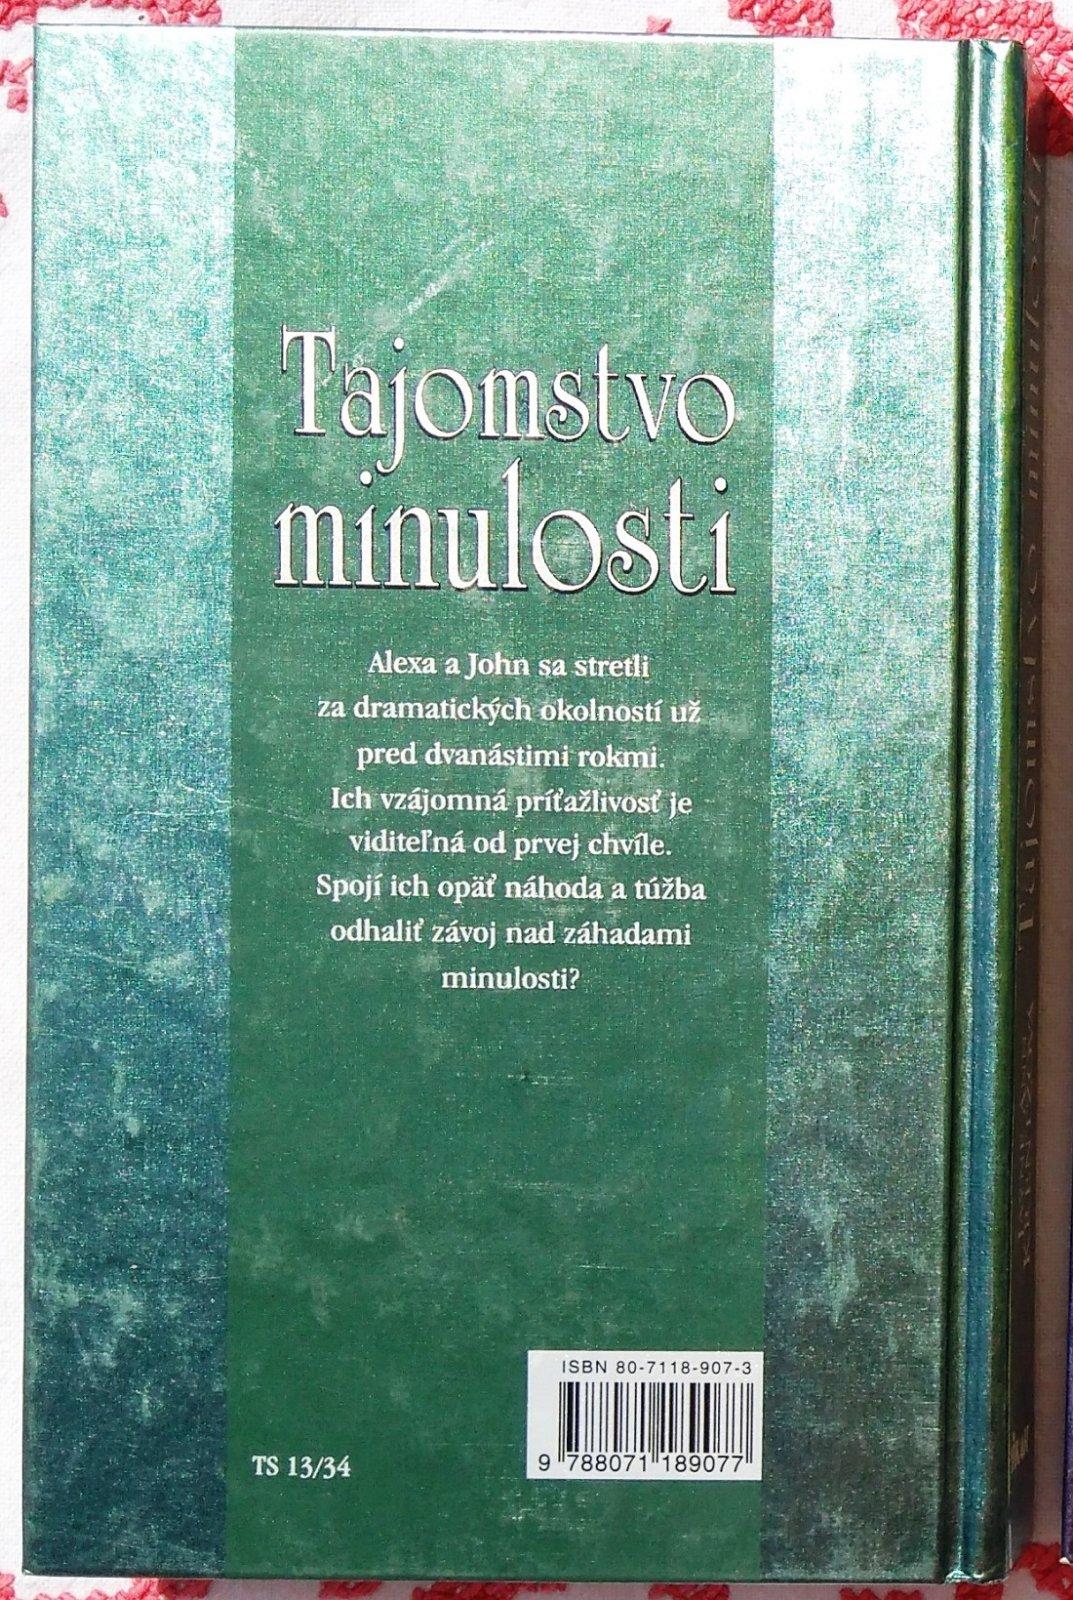 Tajomstvo
minulosti
Alexa a John sa stretli
za dramatických okolností už
pred dvanástimi rokmi.
Ich vzájomná príťažlivosť je
viditeľná od prvej chvíle.
Spojí ich opäť náhoda a túžba
odhaliť závoj nad záhadami
minulosti?
ISBN 80-7118-907-3
9 788071 189077
TS 13/34
Tajomstvo minulosti